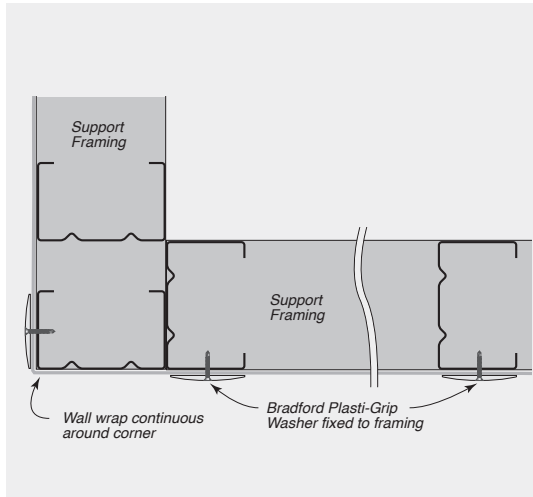 Support
Framing
Support
Framing
Wall wrap continuous
around corner
Bradford Plasti-Grip
Washer fixed to framing